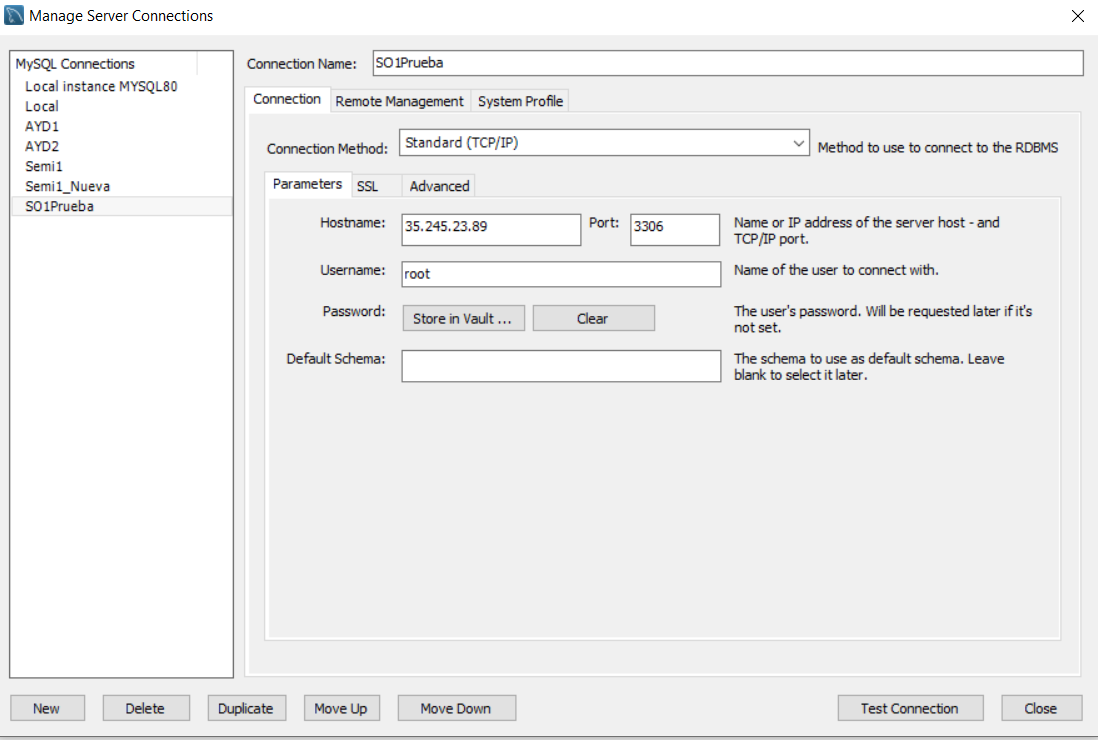 Manage Server Connections
MySQL Connections
Local instance MYSQL80
Local
AYD1
AYD2
Semi1
Semi1_Nueva
SO1Prueba
Connection Name: SO1Prueba
Connection Remote Management System Profile
Connection Method: Standard (TCP/IP) Method to use to connect to the RDBMS
Parameters SSL Advanced
Hostname: 35.245.23.89 Port: 3306 Name or IP address of the server host - and
TCP/IP port.
Username: root Name of the user to connect with.
Password: Store in Vault ... Clear The user's password. Will be requested later if it's
not set.
Default Schema: The schema to use as default schema. Leave
blank to select it later.
New Delete Duplicate Move Up Move Down Test Connection Close